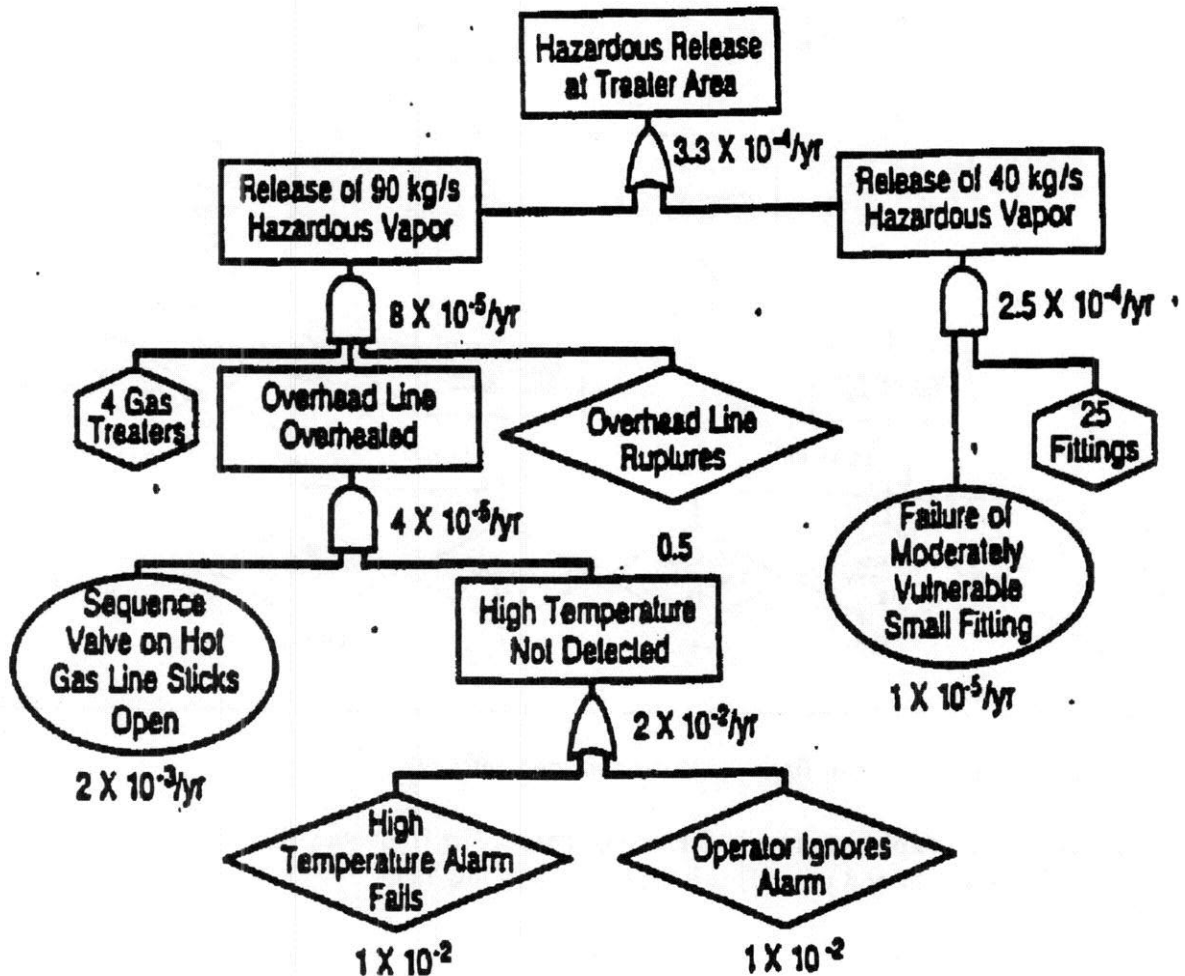 Hazardous Release
at Treater Area
3.3 X 10⁻⁴/yr
Release of 90 kg/s
Hazardous Vapor
Release of 40 kg/s
Hazardous Vapor
8 X 10⁻⁵/yr
2.5 X 10⁻⁴/yr
4 Gas
Treaters
Overhead Line
Overheated
Overhead Line
Ruptures
25
Fittings
4 X 10⁻⁵/yr
0.5
Failure of
Moderately
Vulnerable
Small Fitting
1 X 10⁻⁵/yr
Sequence
Valve on Hot
Gas Line Sticks
Open
2 X 10⁻³/yr
High Temperature
Not Detected
2 X 10⁻²/yr
High
Temperature Alarm
Fails
1 X 10⁻²
Operator Ignores
Alarm
1 X 10⁻²